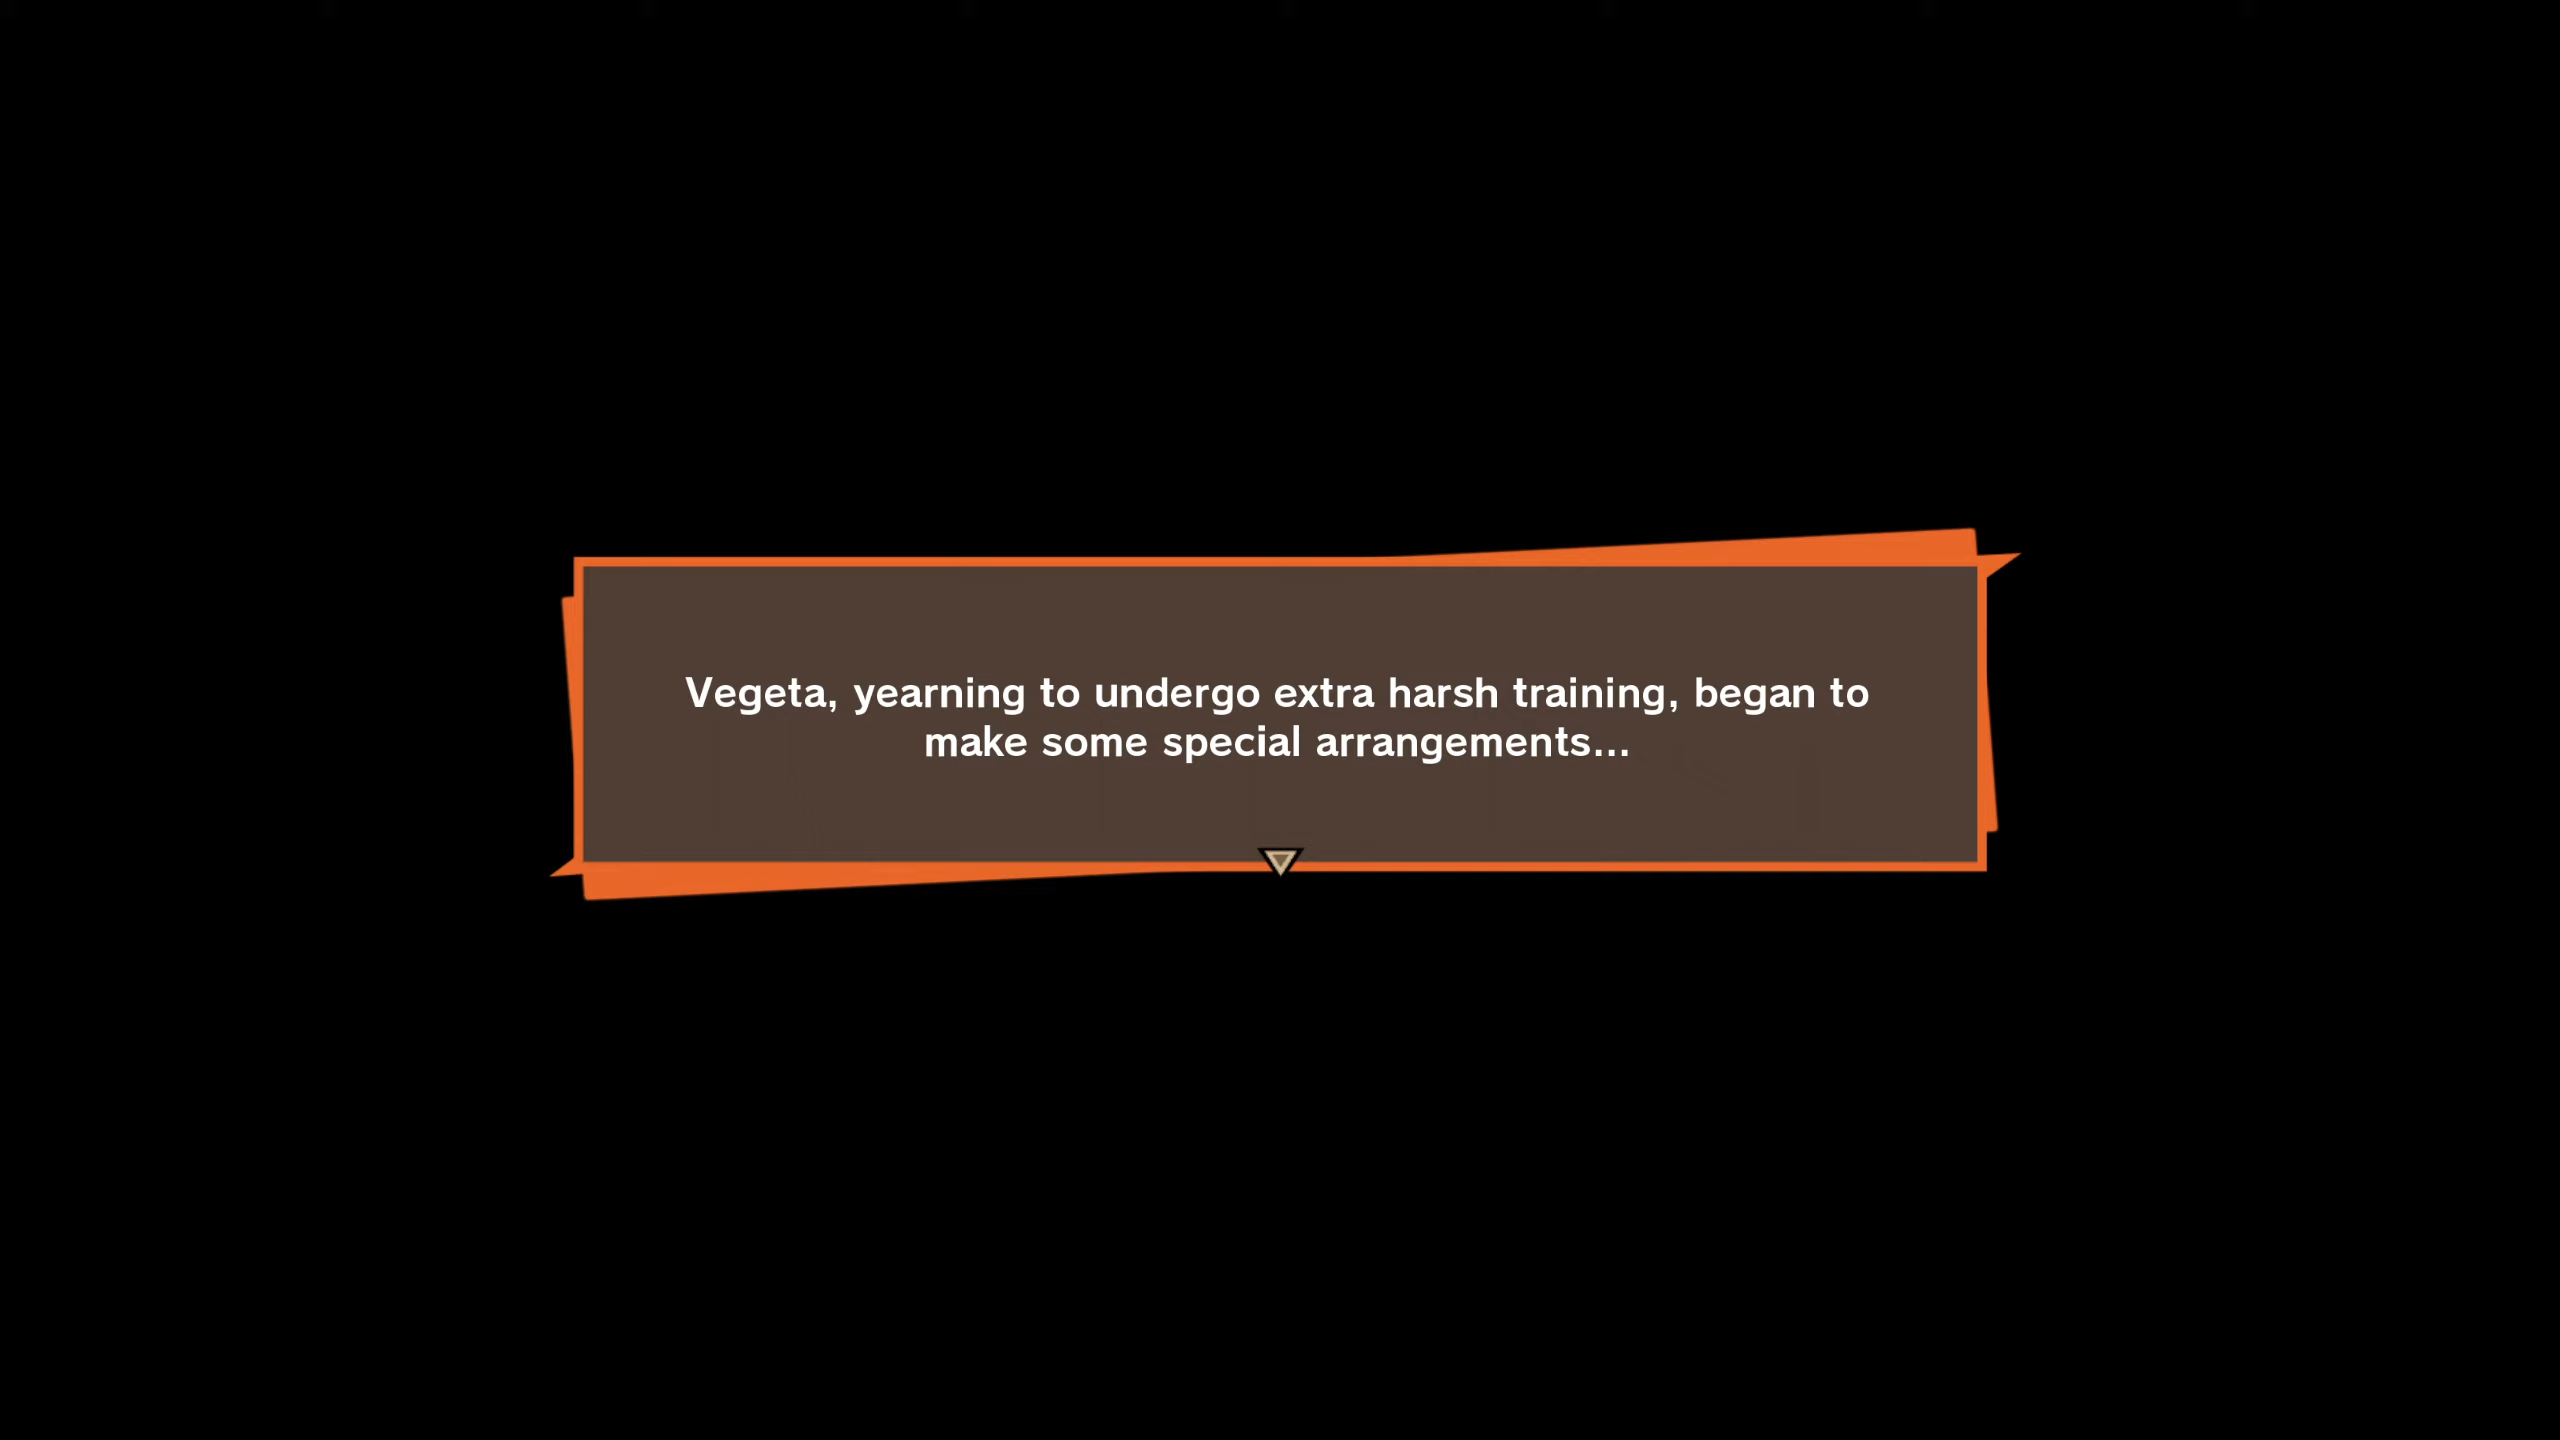 Vegeta, yearning to undergo extra harsh training, began to
make some special arrangements...